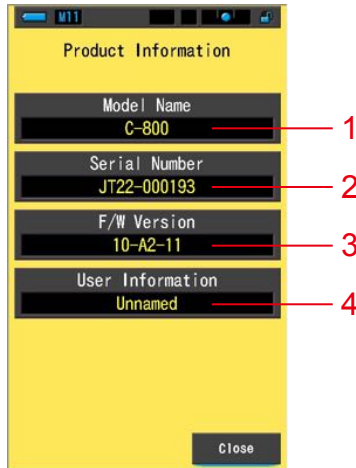 M11
Product Information
Model Name
C-800
1
Serial Number
JT22-000193
2
F/W Version
10-A2-11
3
User Information
Unnamed
4
Close